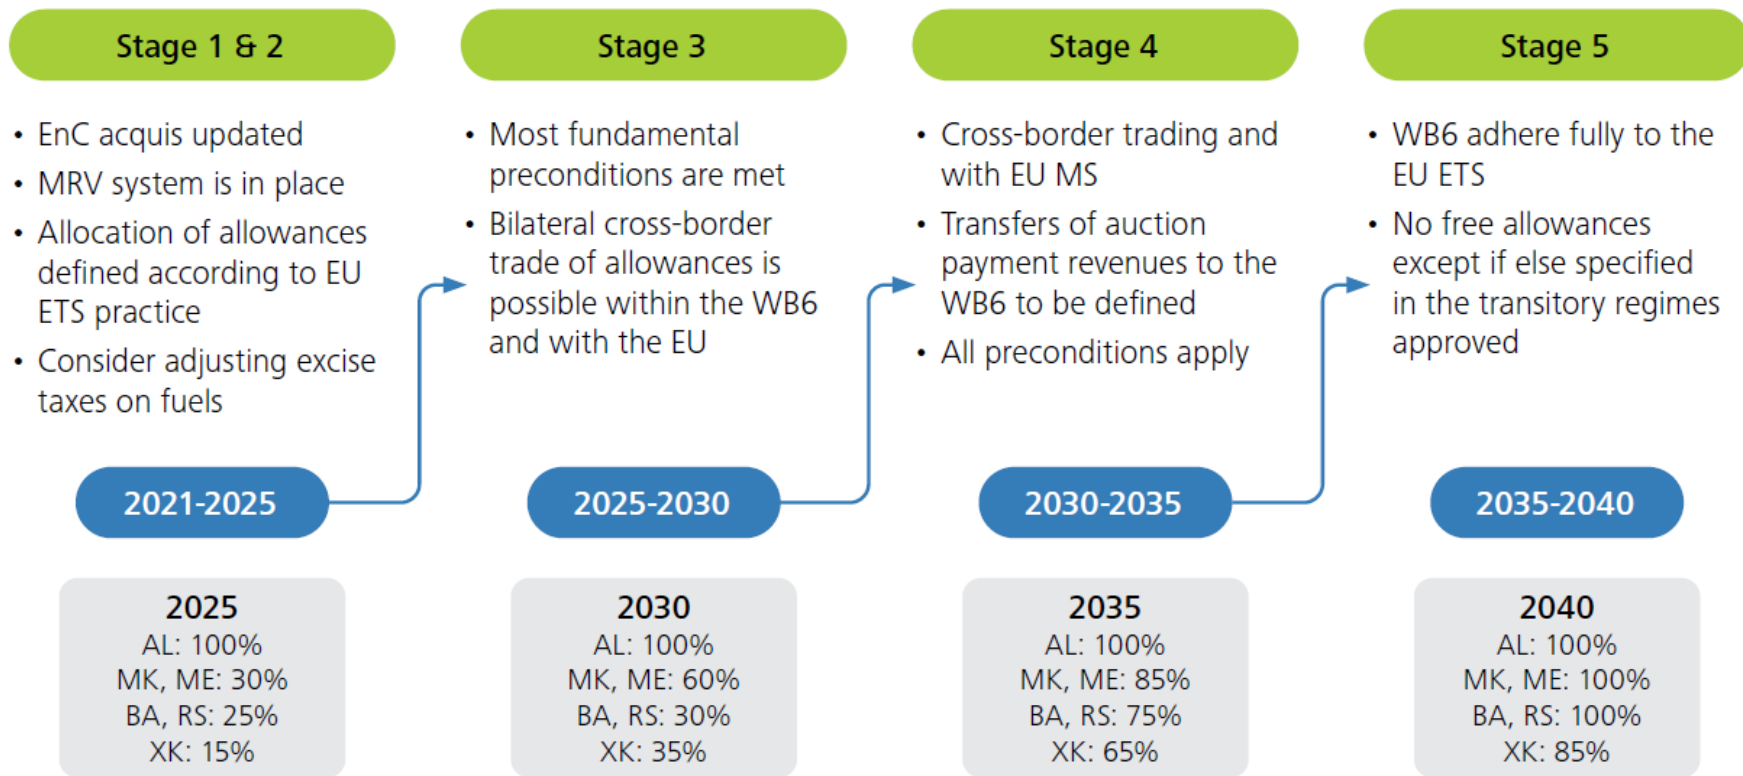 Stage 1 & 2
• EnC acquis updated
• MRV system is in place
• Allocation of allowances
defined according to EU
ETS practice
• Consider adjusting excise
taxes on fuels
2021-2025
2025
AL: 100%
MK, ME: 30%
BA, RS: 25%
XK: 15%
Stage 3
• Most fundamental
preconditions are met
• Bilateral cross-border
trade of allowances is
possible within the WB6
and with the EU
2025-2030
2030
AL: 100%
MK, ME: 60%
BA, RS: 30%
XK: 35%
Stage 4
• Cross-border trading and
with EU MS
• Transfers of auction
payment revenues to the
WB6 to be defined
• All preconditions apply
2030-2035
2035
AL: 100%
MK, ME: 85%
BA, RS: 75%
XK: 65%
Stage 5
• WB6 adhere fully to the
EU ETS
• No free allowances
except if else specified
in the transitory regimes
approved
2035-2040
2040
AL: 100%
MK, ME: 100%
BA, RS: 100%
XK: 85%